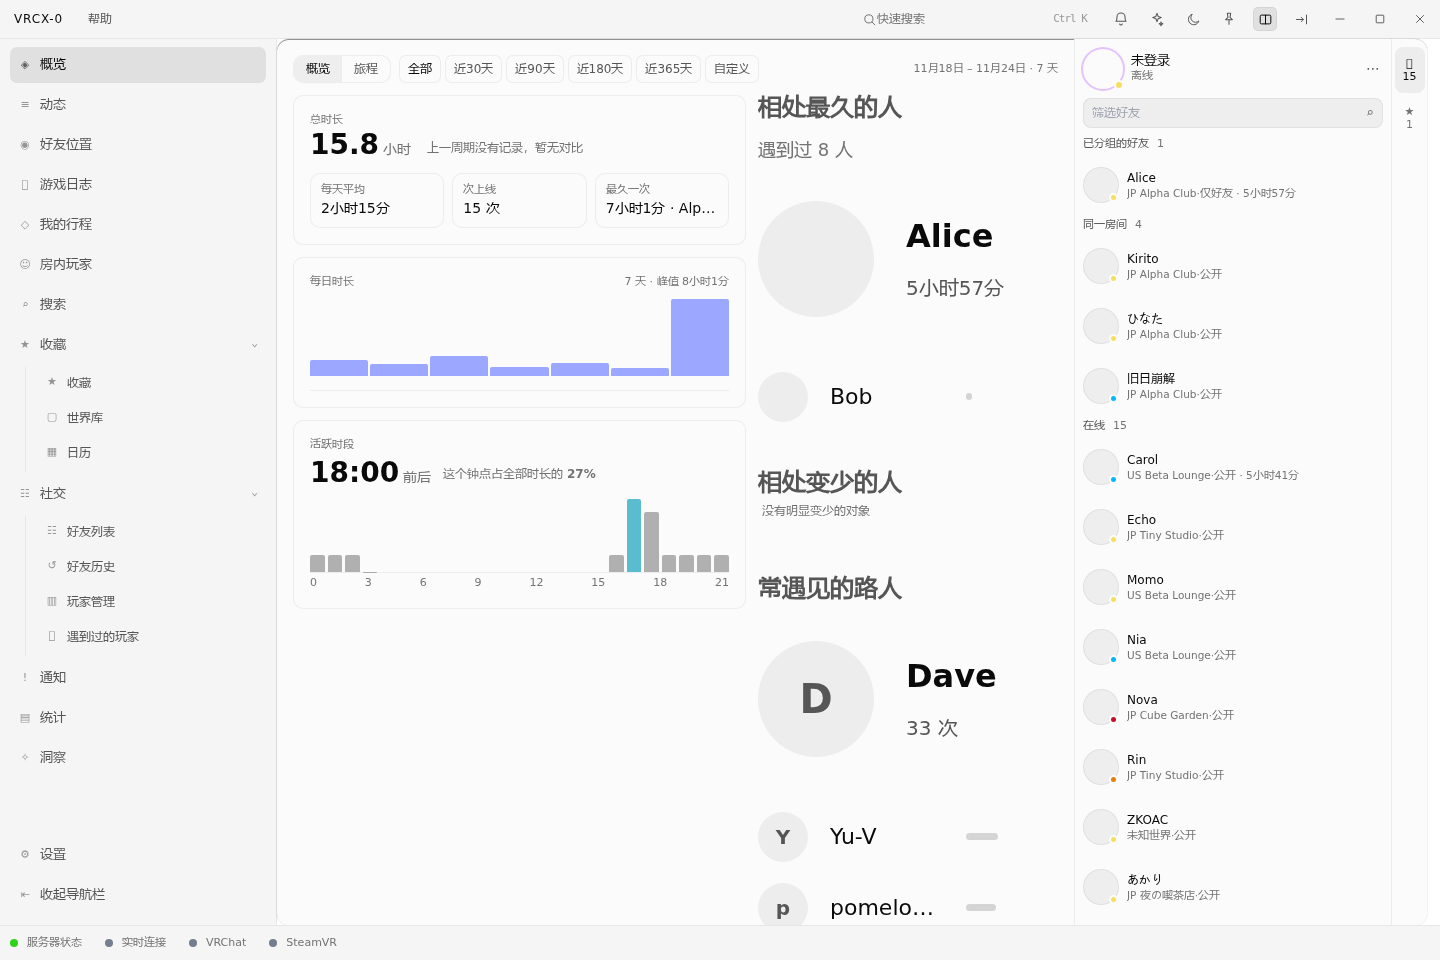 VRCX-0
帮助
快速搜索
Ctrl K
概览
动态
好友位置
游戏日志
我的行程
房内玩家
搜索
收藏
收藏
世界库
日历
社交
好友列表
好友历史
玩家管理
遇到过的玩家
通知
统计
洞察
设置
收起导航栏
概览 旅程 全部 近30天 近90天 近180天 近365天 自定义
11月18日 – 11月24日 · 7 天
总时长
15.8 小时 上一周期没有记录，暂无对比
每天平均
2小时15分
次上线
15 次
最久一次
7小时1分 · Alp…
每日时长
7 天 · 峰值 8小时1分
活跃时段
18:00 前后 这个钟点占全部时长的 27%
0 3 6 9 12 15 18 21
相处最久的人
遇到过 8 人
Alice
5小时57分
Bob
相处变少的人
没有明显变少的对象
常遇见的路人
D
Dave
33 次
Y
Yu-V
p
pomelo…
未登录
离线
筛选好友
已分组的好友 1
Alice
JP Alpha Club·仅好友 · 5小时57分
同一房间 4
Kirito
JP Alpha Club·公开
ひなた
JP Alpha Club·公开
旧日崩解
JP Alpha Club·公开
在线 15
Carol
US Beta Lounge·公开 · 5小时41分
Echo
JP Tiny Studio·公开
Momo
US Beta Lounge·公开
Nia
US Beta Lounge·公开
Nova
JP Cube Garden·公开
Rin
JP Tiny Studio·公开
ZKOAC
未知世界·公开
あかり
JP 夜の喫茶店·公开
15
1
服务器状态
实时连接
VRChat
SteamVR